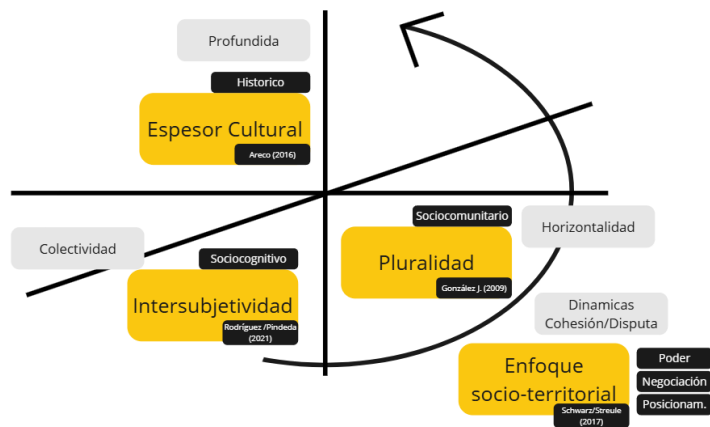 Profundida
Historico
Espesor Cultural
Areco (2016)
Colectividad
Sociocognitivo
Intersubjetividad
Rodríguez /Pindeda
(2021)
Sociocomunitario
Pluralidad
González J. (2009)
Horizontalidad
Dinamicas
Cohesión/Disputa
Enfoque
socio-territorial
Schwarz/Streule
(2017)
Poder
Negociación
Posicionam.